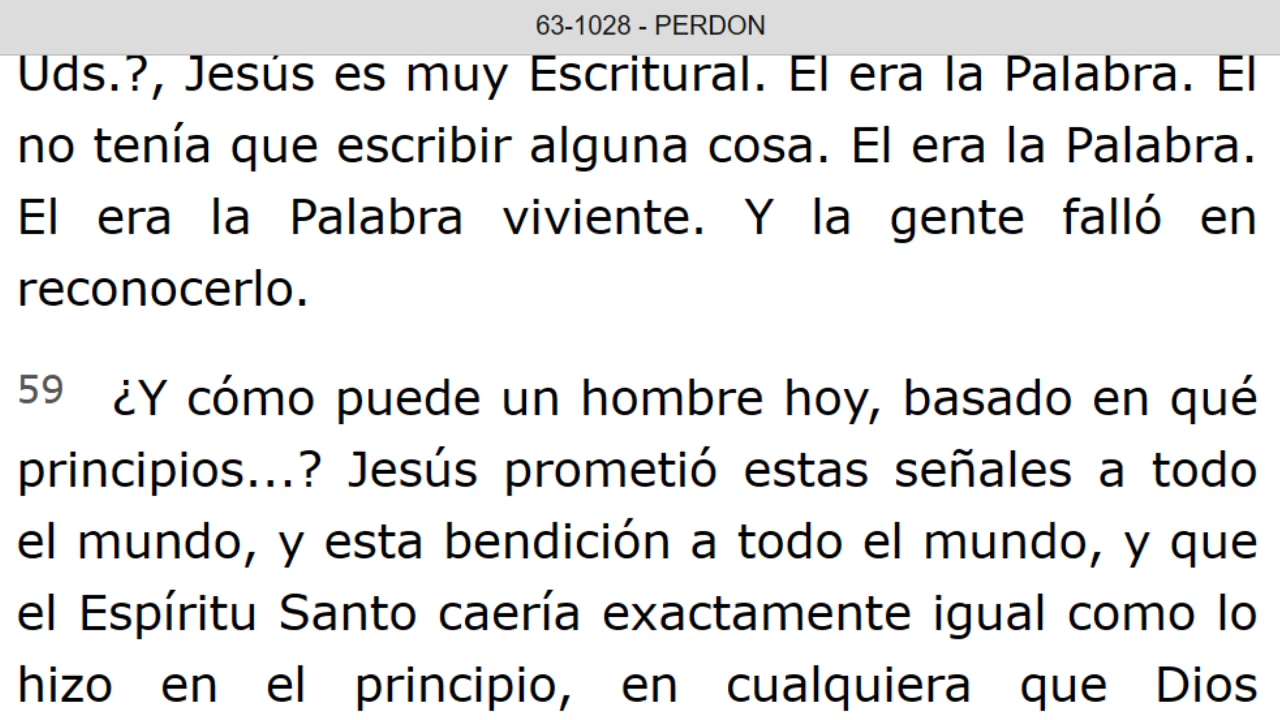 63-1028 - PERDON
Uds.?, Jesús es muy Escritural. El era la Palabra. El
no tenía que escribir alguna cosa. El era la Palabra.
El era la Palabra viviente. Y la gente falló en
reconocerlo.
59 ¿Y cómo puede un hombre hoy, basado en qué
principios...? Jesús prometió estas señales a todo
el mundo, y esta bendición a todo el mundo, y que
el Espíritu Santo caería exactamente igual como lo
hizo en el principio, en cualquiera que Dios